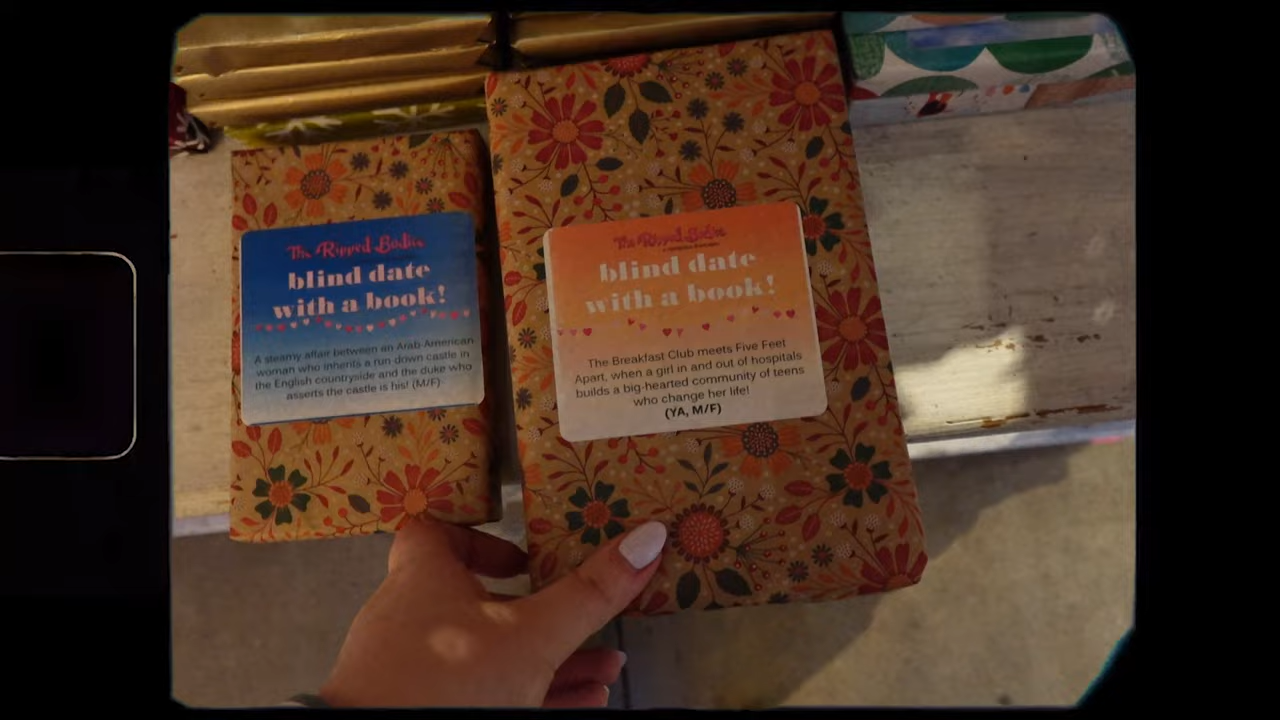 The Ripped Bodice
blind date
with a book!
A steamy affair between an Arab-American
woman who inherits a run down castle in
the English countryside and the duke who
asserts the castle is his! (M/F)
The Ripped Bodice
blind date
with a book!
The Breakfast Club meets Five Feet
Apart, when a girl in and out of hospitals
builds a big-hearted community of teens
who change her life!
(YA, M/F)